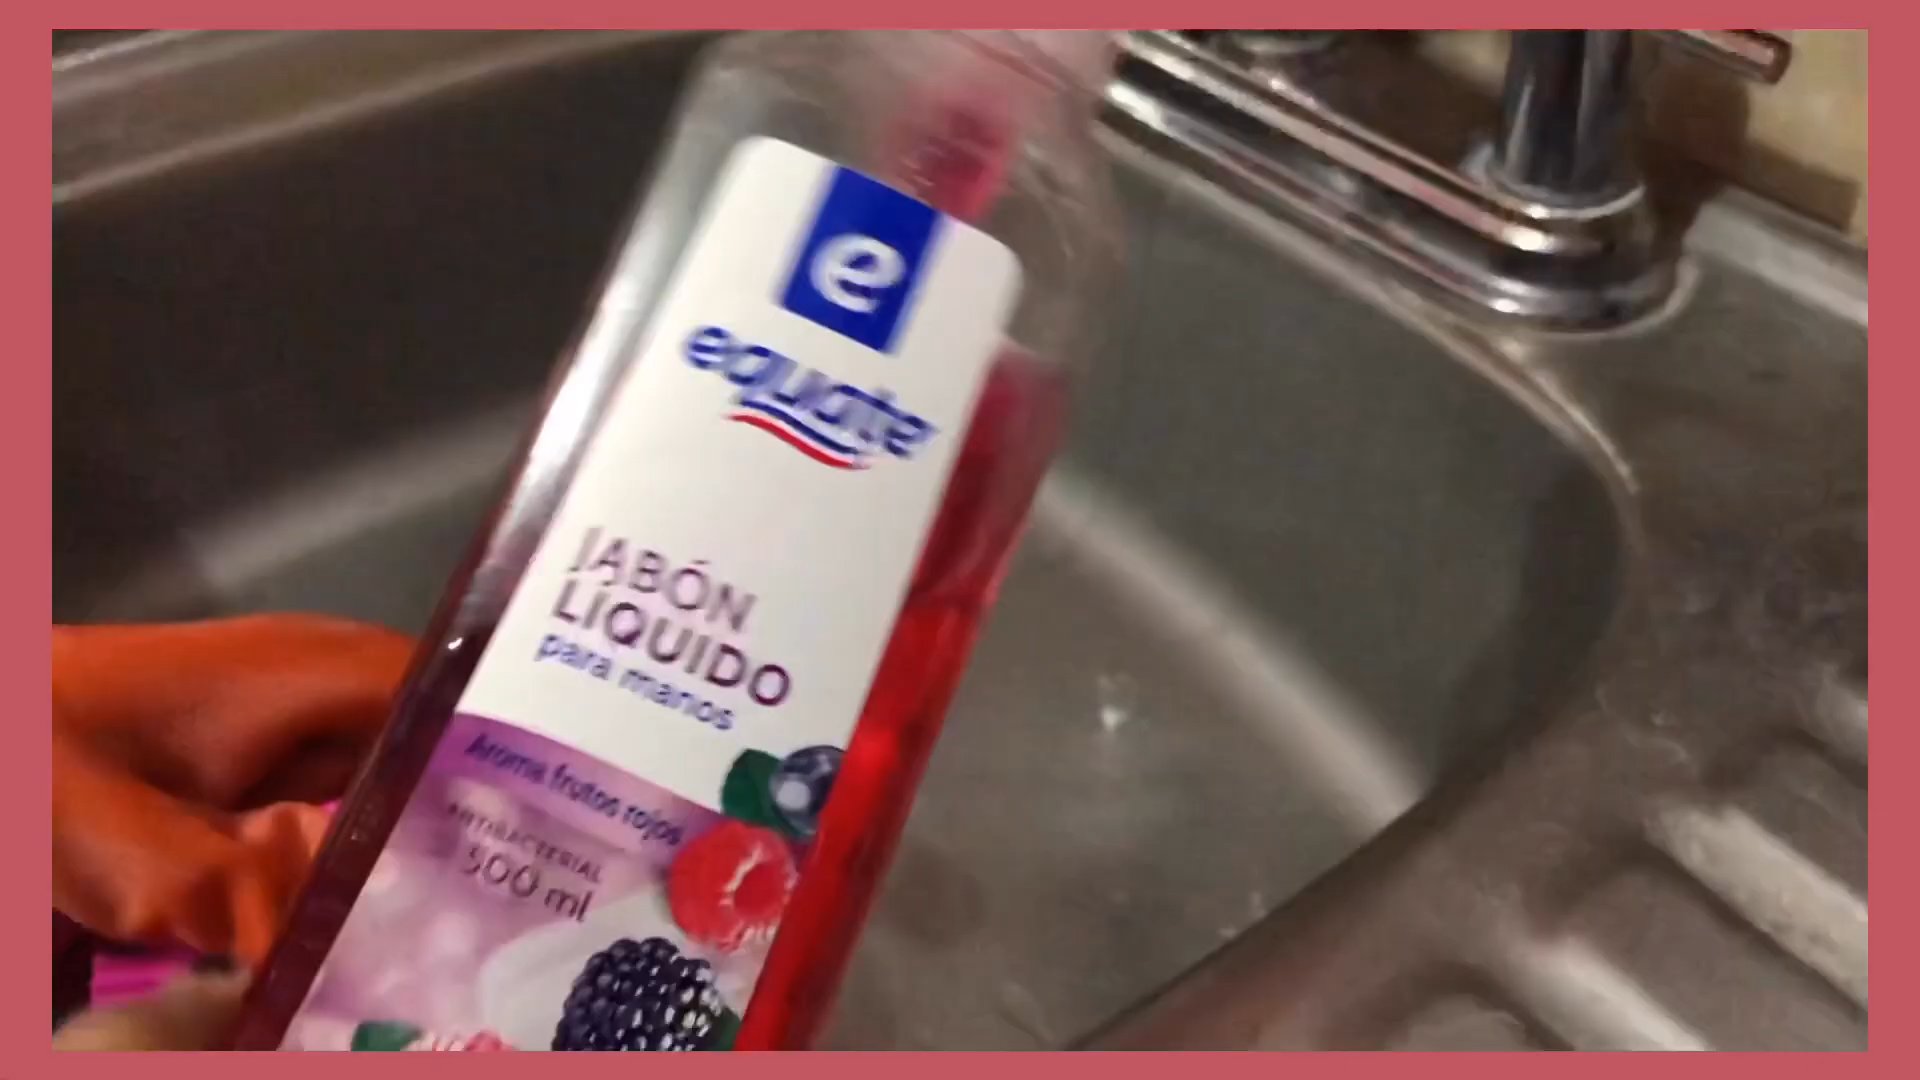 e
equate
JABÓN
LÍQUIDO
para manos
Aroma frutos rojos
ANTIBACTERIAL
500 ml